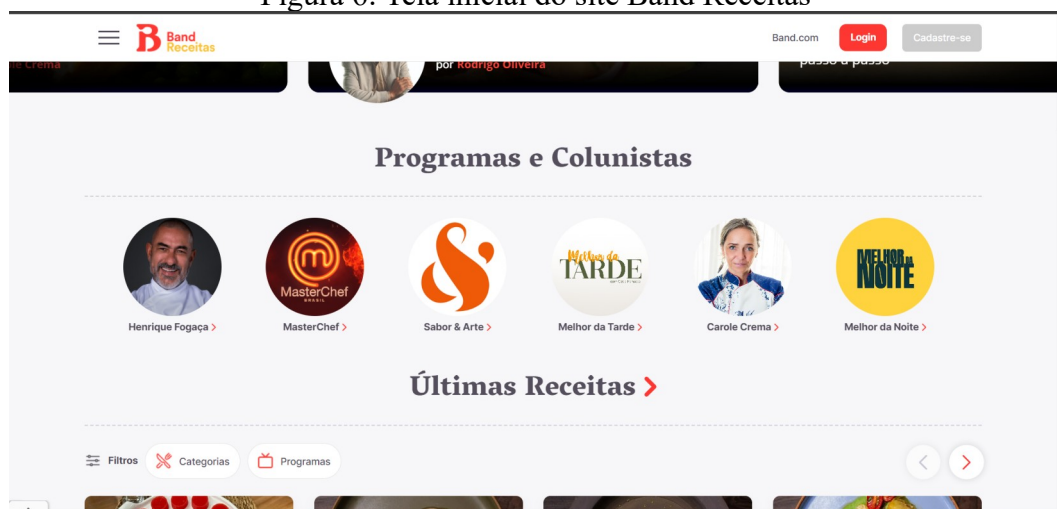 Figura 6. Tela inicial do site Band Receitas
Band
Receitas
Band.com
Login
Cadastre-se
Crema
por Rodrigo Oliveira
passo a passo
Programas e Colunistas
MasterChef
BRASIL
Melhor da
TARDE
MELHOR DA
NOITE
Henrique Fogaça >
MasterChef >
Sabor & Arte >
Melhor da Tarde >
Carole Crema >
Melhor da Noite >
Últimas Receitas >
Filtros
Categorias
Programas